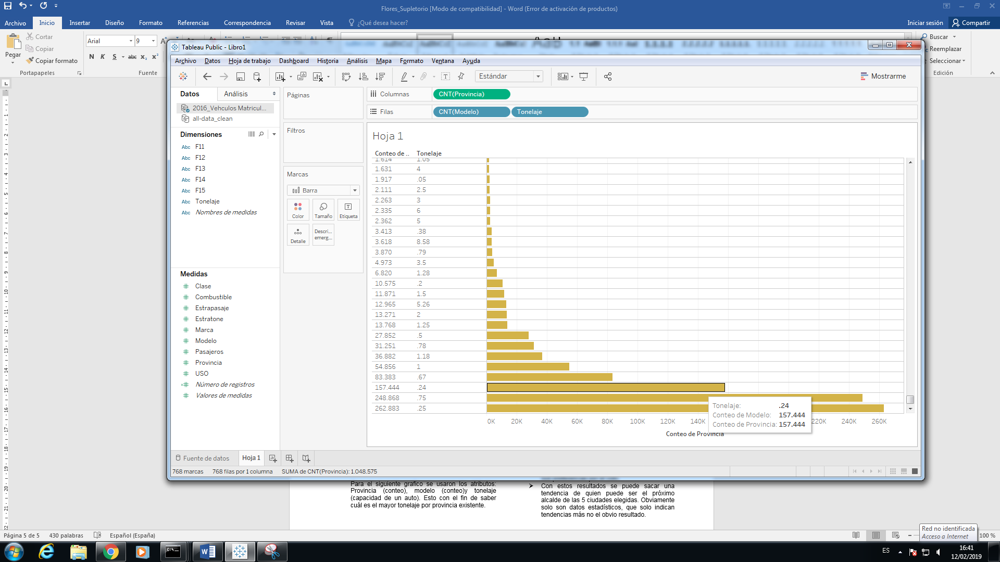 Flores_Supletorio [Modo de compatibilidad] - Word (Error de activación de productos)
Archivo Inicio Insertar Diseño Formato Referencias Correspondencia Revisar Vista ¿Qué desea hacer? Iniciar sesión Compartir
Pegar
Cortar
Copiar
Copiar formato
Portapapeles
Arial 9
N K S abc x₂ x²
Fuente
Buscar
Reemplazar
Seleccionar
Edición
Tableau Public - Libro1
Archivo Datos Hoja de trabajo Dashboard Historia Análisis Mapa Formato Ventana Ayuda
Estándar
Mostrarme
Datos Análisis
2016_Vehculos Matricul...
all-data_clean
Dimensiones
Abc F11
Abc F12
Abc F13
Abc F14
Abc F15
Abc Tonelaje
Abc Nombres de medidas
Medidas
Clase
Combustible
Estrapasaje
Estratone
Marca
Modelo
Pasajeros
Provincia
USO
Número de registros
Valores de medidas
Páginas
Filtros
Marcas
Barra
Color Tamaño Etiqueta
Detalle Descri... emerg...
Columnas CNT(Provincia)
Filas CNT(Modelo) Tonelaje
Hoja 1
Conteo de .. Tonelaje
1.614 1.05
1.631 4
1.917 .05
2.111 2.5
2.263 3
2.335 6
2.362 5
3.413 .38
3.618 8.58
3.870 .79
4.973 3.5
6.820 1.28
10.575 .2
11.871 1.5
12.965 5.26
13.271 2
13.768 1.25
27.852 .5
31.251 .78
36.882 1.18
54.856 1
83.383 .67
157.444 .24
248.868 .75
262.883 .25
0K 20K 40K 60K 80K 100K 120K 140K 220K 240K 260K
Conteo de Provincia
Tonelaje: .24
Conteo de Modelo: 157.444
Conteo de Provincia: 157.444
Fuente de datos Hoja 1
768 marcas 768 filas por 1 columna SUMA de CNT(Provincia): 1.048.575
Para el siguiente grafico se usaron los atributos:
Provincia (conteo), modelo (conteo)y tonelaje
(capacidad de un auto). Esto con el fin de saber
cuál es el mayor tonelaje por provincia existente.
Con estos resultados se puede sacar una
tendencia de quien puede ser el próximo
alcalde de las 5 ciudades elegidas. Obviamente
solo son datos estadísticos, que solo indican
tendencias más no el obvio resultado.
Red no identificada
Acceso a Internet
Página 5 de 5 430 palabras Español (España) 100 %
ES
16:41
12/02/2019